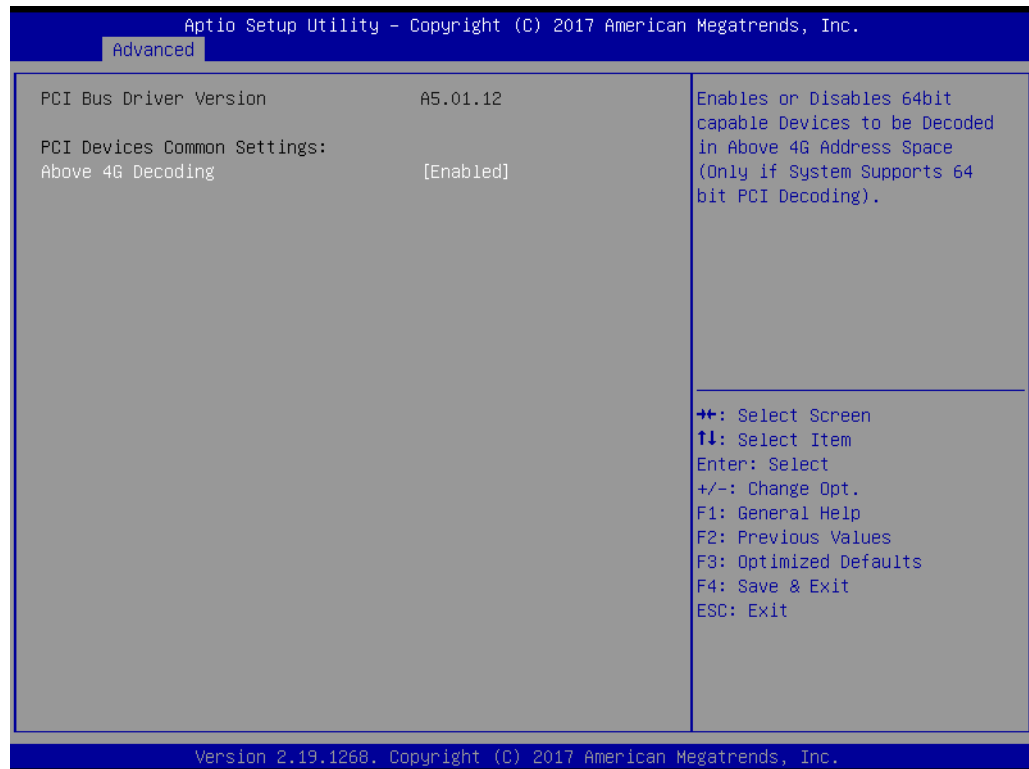 Aptio Setup Utility – Copyright (C) 2017 American Megatrends, Inc.
Advanced
PCI Bus Driver Version A5.01.12
PCI Devices Common Settings:
Above 4G Decoding [Enabled]
Enables or Disables 64bit
capable Devices to be Decoded
in Above 4G Address Space
(Only if System Supports 64
bit PCI Decoding).
→←: Select Screen
↑↓: Select Item
Enter: Select
+/-: Change Opt.
F1: General Help
F2: Previous Values
F3: Optimized Defaults
F4: Save & Exit
ESC: Exit
Version 2.19.1268. Copyright (C) 2017 American Megatrends, Inc.